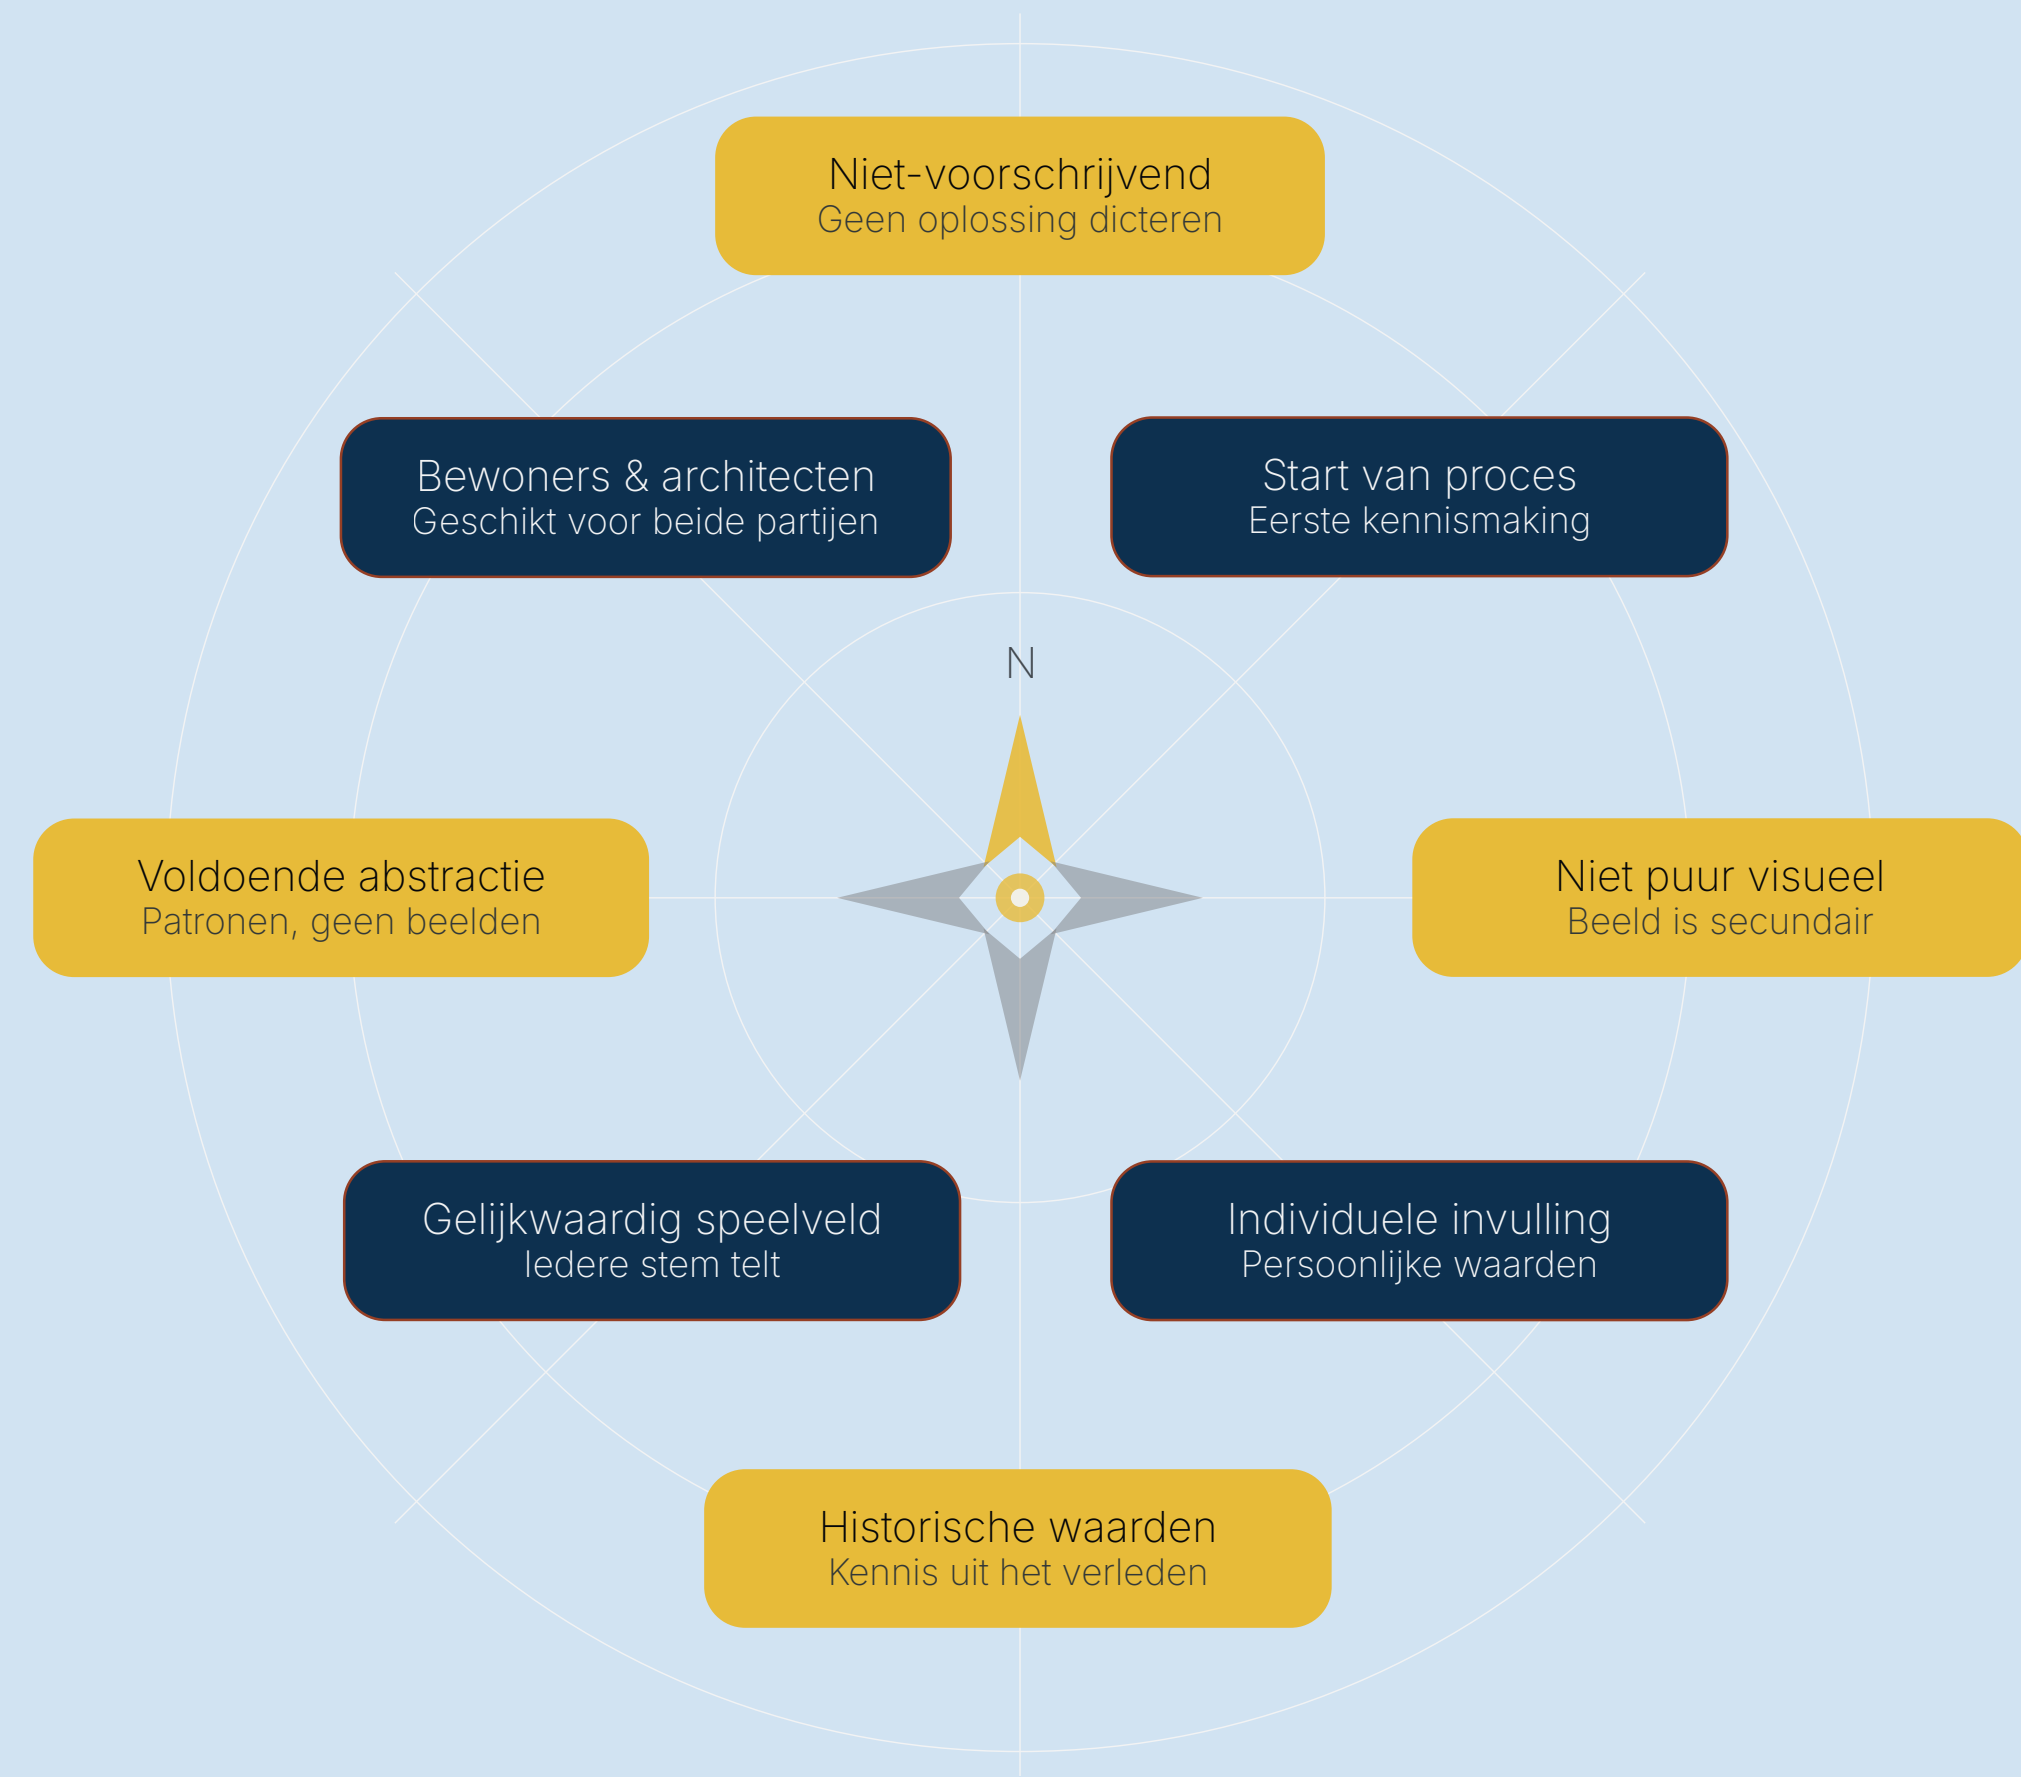 Niet-voorschrijvend
Geen oplossing dicteren
Bewoners & architecten
Geschikt voor beide partijen
Start van proces
Eerste kennismaking
N
Voldoende abstractie
Patronen, geen beelden
Niet puur visueel
Beeld is secundair
Gelijkwaardig speelveld
Iedere stem telt
Individuele invulling
Persoonlijke waarden
Historische waarden
Kennis uit het verleden